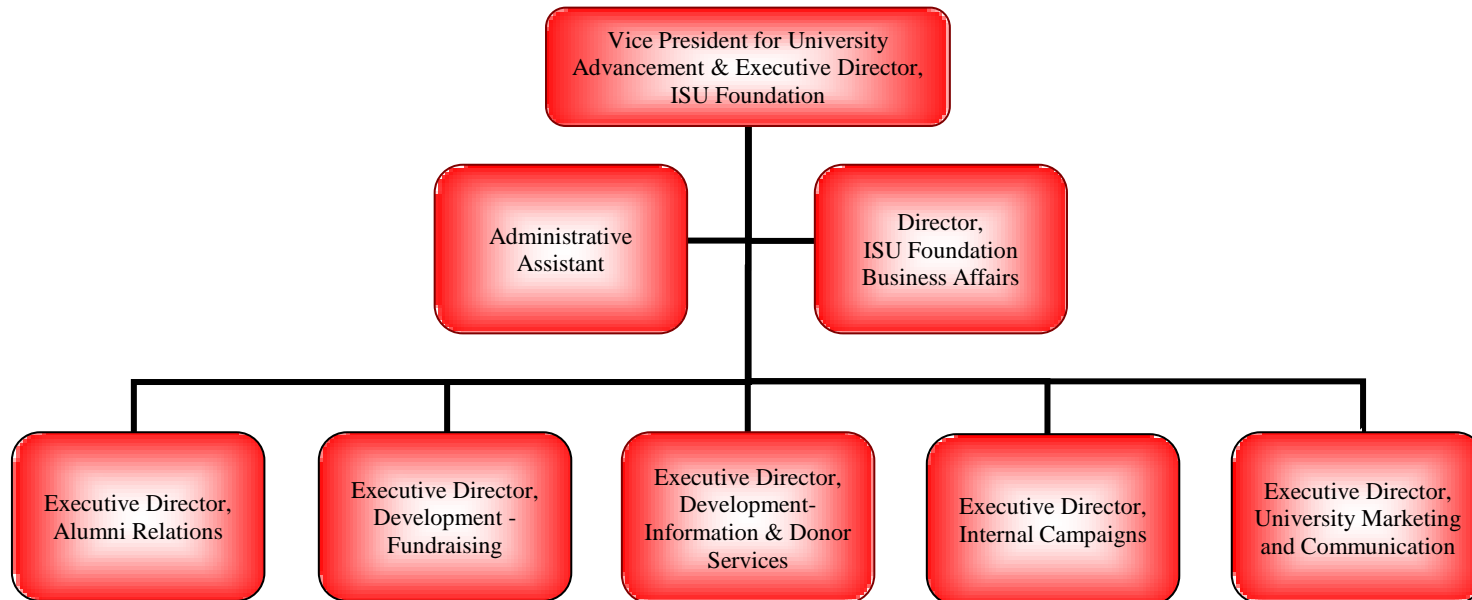 Vice President for University
Advancement & Executive Director,
ISU Foundation
Administrative
Assistant
Director,
ISU Foundation
Business Affairs
Executive Director,
Alumni Relations
Executive Director,
Development -
Fundraising
Executive Director,
Development-
Information & Donor
Services
Executive Director,
Internal Campaigns
Executive Director,
University Marketing
and Communication